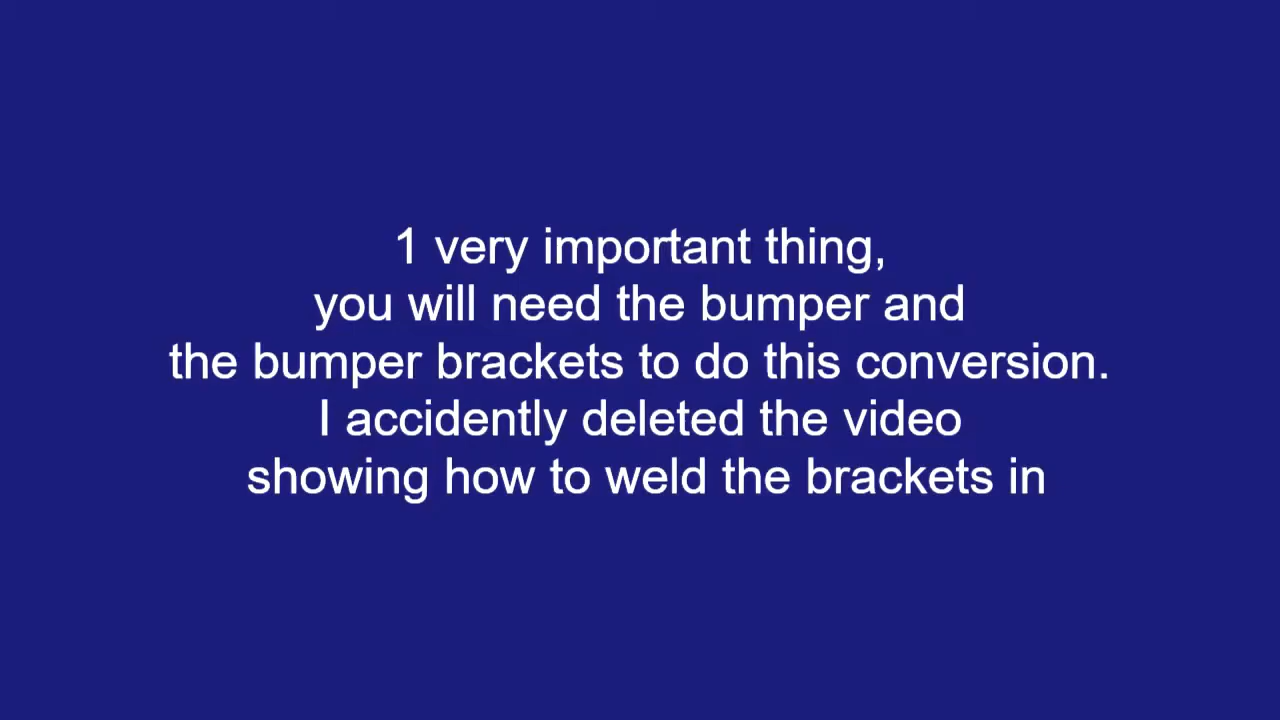 1 very important thing,
you will need the bumper and
the bumper brackets to do this conversion.
I accidently deleted the video
showing how to weld the brackets in